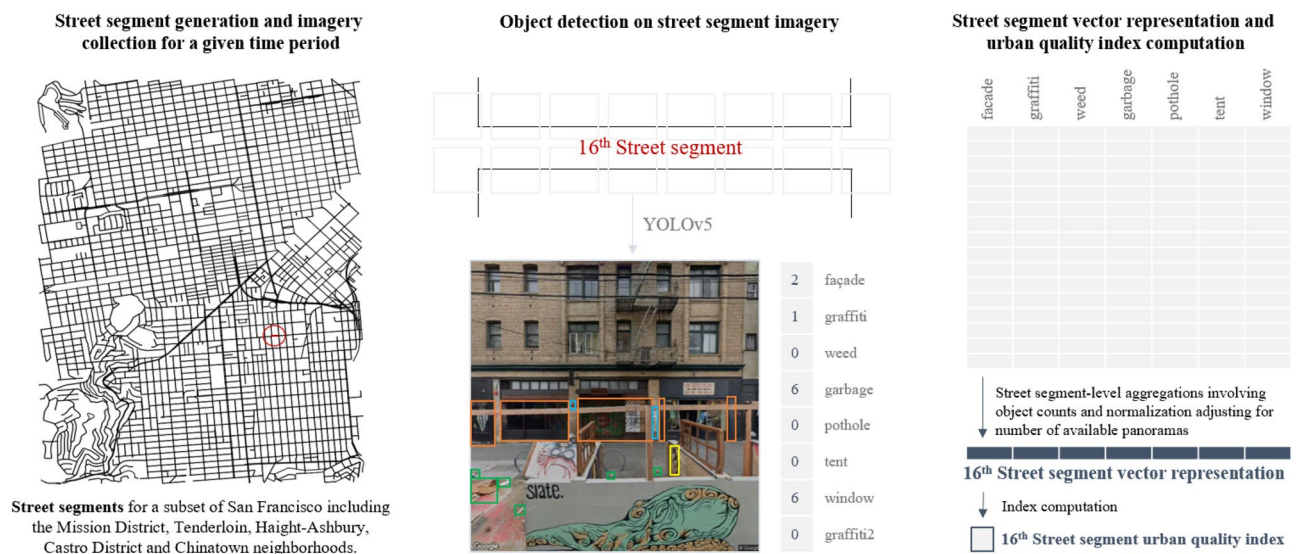 Street segment generation and imagery
collection for a given time period
Street segments for a subset of San Francisco including
the Mission District, Tenderloin, Haight-Ashbury,
Castro District and Chinatown neighborhoods.
Object detection on street segment imagery
16th Street segment
YOLOv5
2 façade
1 graffiti
0 weed
6 garbage
0 pothole
0 tent
6 window
0 graffiti2
slate.
Google
Street segment vector representation and
urban quality index computation
facade
graffiti
weed
garbage
pothole
tent
window
Street segment-level aggregations involving
object counts and normalization adjusting for
number of available panoramas
16th Street segment vector representation
Index computation
16th Street segment urban quality index